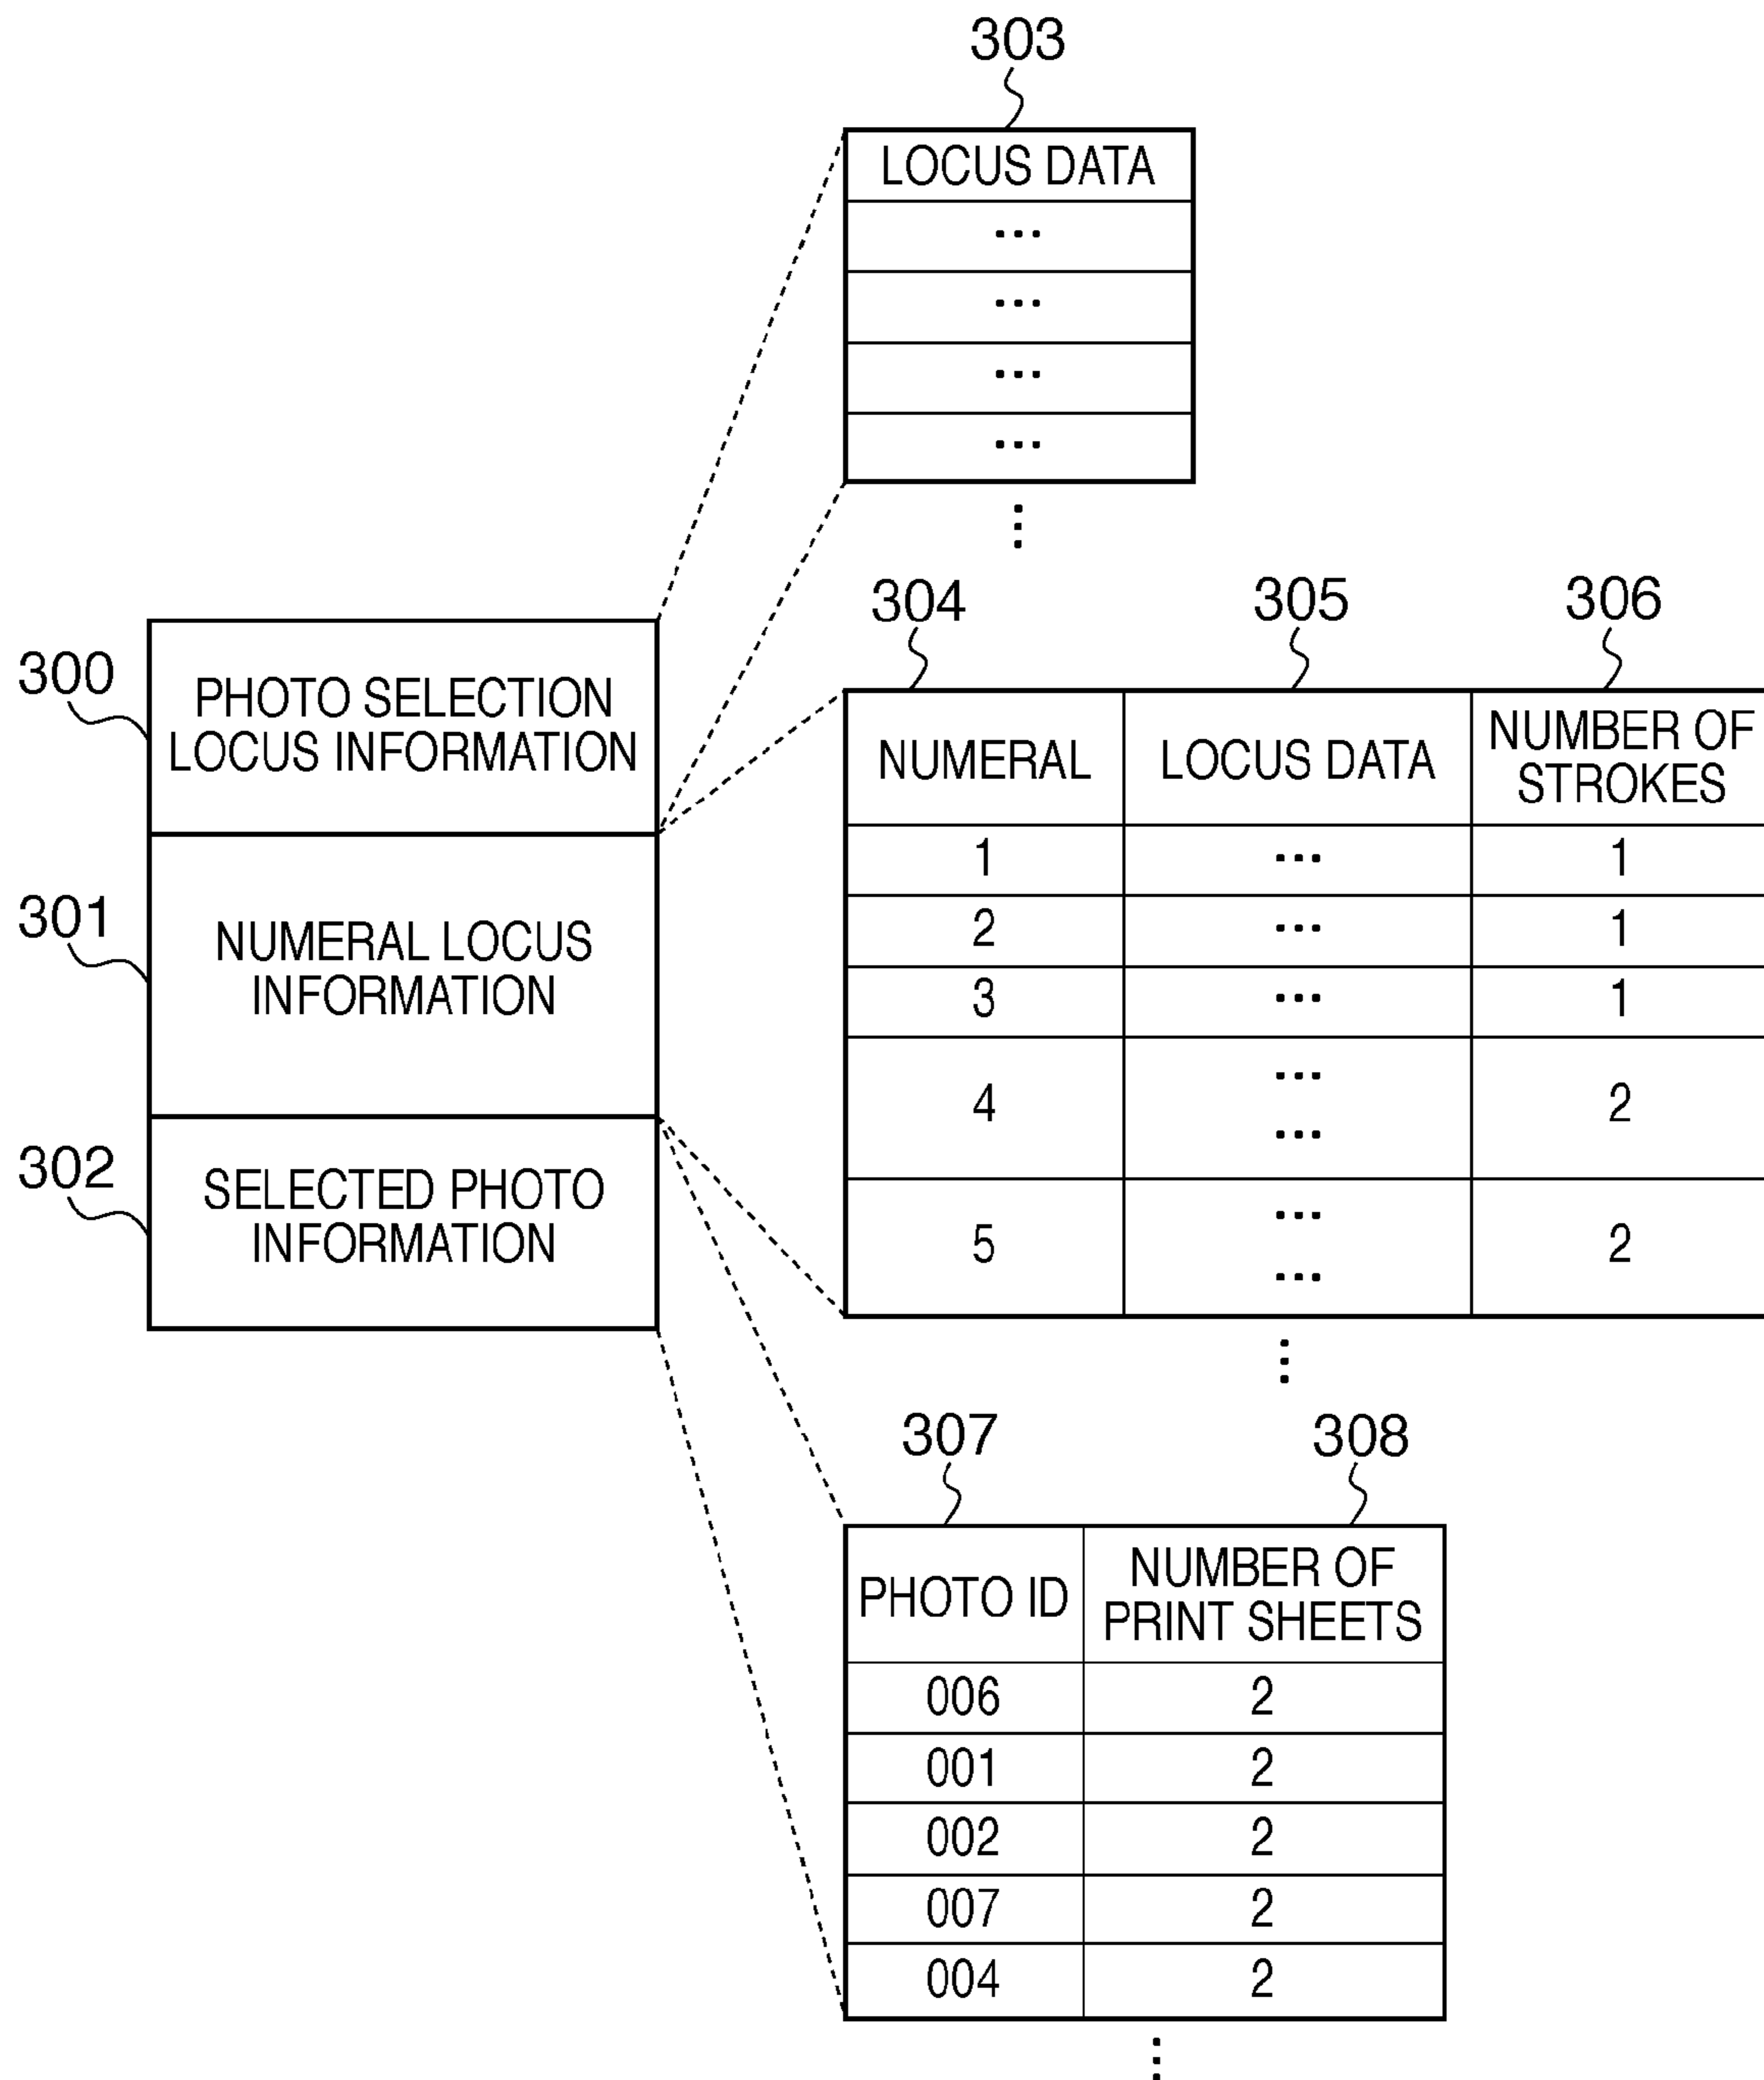 303
LOCUS DATA
...
...
...
...
⋮
304 305 306
300
PHOTO SELECTION
LOCUS INFORMATION
NUMERAL LOCUS DATA NUMBER OF
STROKES
1 ... 1
301
NUMERAL LOCUS
INFORMATION
2 ... 1
3 ... 1
4 ... 2
...
302
SELECTED PHOTO
INFORMATION
5 ... 2
...
⋮
307 308
PHOTO ID NUMBER OF
PRINT SHEETS
006 2
001 2
002 2
007 2
004 2
⋮